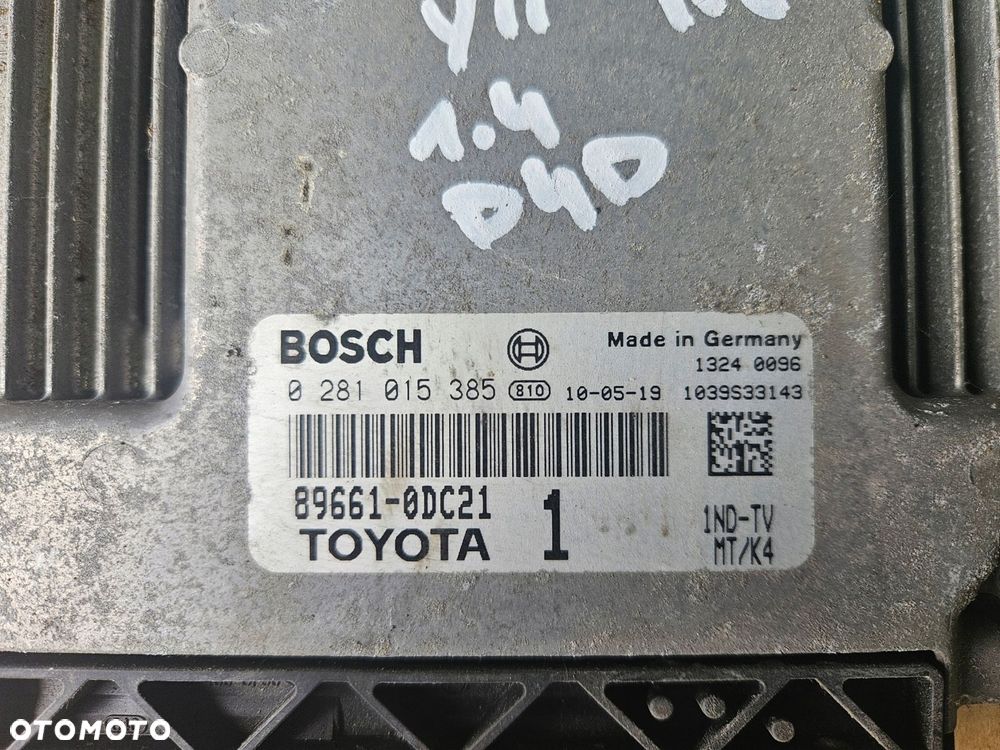 1.4
D4D
BOSCH Made in Germany
1324 0096
0 281 015 385 810 10-05-19 1039S33143
89661-0DC21 1 1ND-TV
TOYOTA MT/K4
OTOMOTO